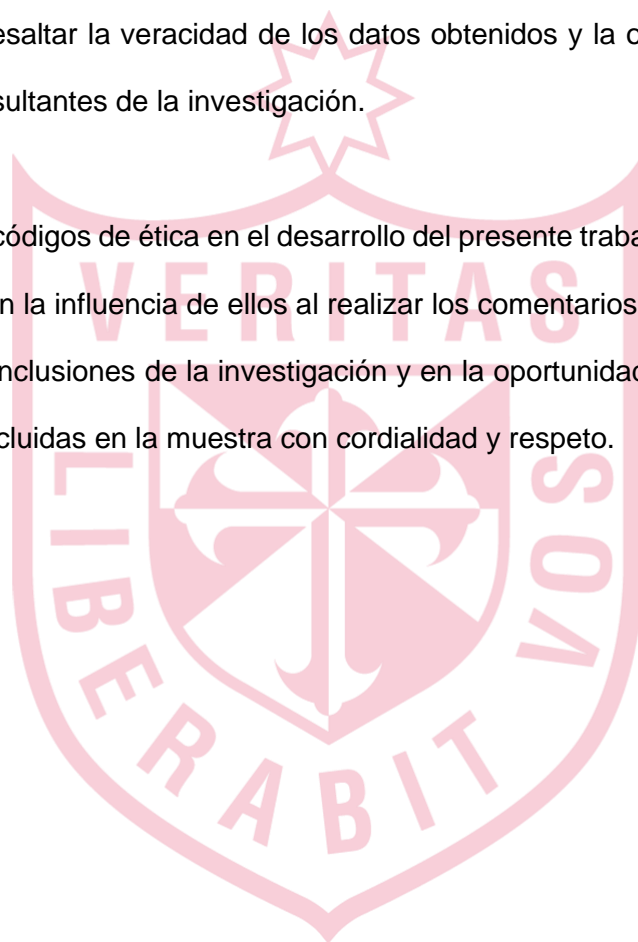 esaltar la veracidad de los datos obtenidos y la o
sultantes de la investigación.
códigos de ética en el desarrollo del presente traba
n la influencia de ellos al realizar los comentarios
nclusiones de la investigación y en la oportunidad
cluidas en la muestra con cordialidad y respeto.
VERITAS
LIBERABIT
VOS